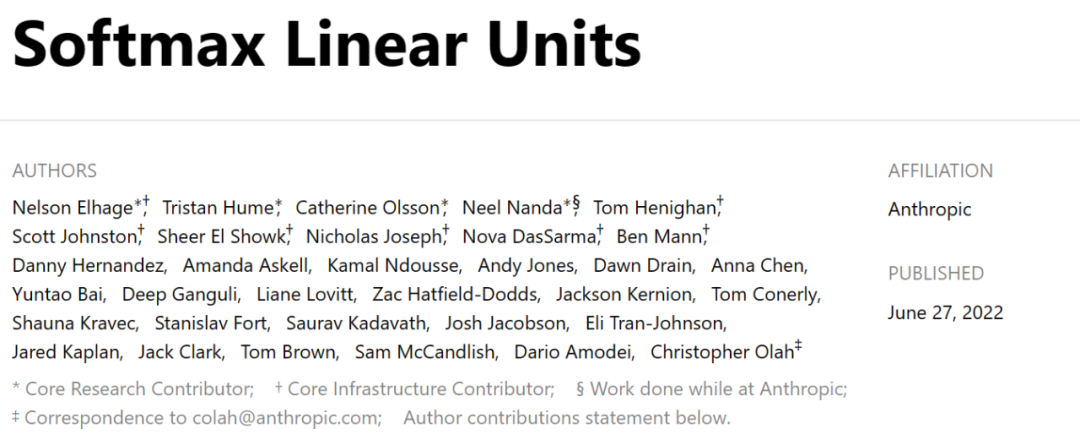 Softmax Linear Units
AUTHORS
Nelson Elhage*†, Tristan Hume*, Catherine Olsson*, Neel Nanda*§, Tom Henighan†,
Scott Johnston†, Sheer El Showk†, Nicholas Joseph†, Nova DasSarma†, Ben Mann†,
Danny Hernandez, Amanda Askell, Kamal Ndousse, Andy Jones, Dawn Drain, Anna Chen,
Yuntao Bai, Deep Ganguli, Liane Lovitt, Zac Hatfield-Dodds, Jackson Kernion, Tom Conerly,
Shauna Kravec, Stanislav Fort, Saurav Kadavath, Josh Jacobson, Eli Tran-Johnson,
Jared Kaplan, Jack Clark, Tom Brown, Sam McCandlish, Dario Amodei, Christopher Olah‡
* Core Research Contributor; † Core Infrastructure Contributor; § Work done while at Anthropic;
‡ Correspondence to colah@anthropic.com; Author contributions statement below.
AFFILIATION
Anthropic
PUBLISHED
June 27, 2022